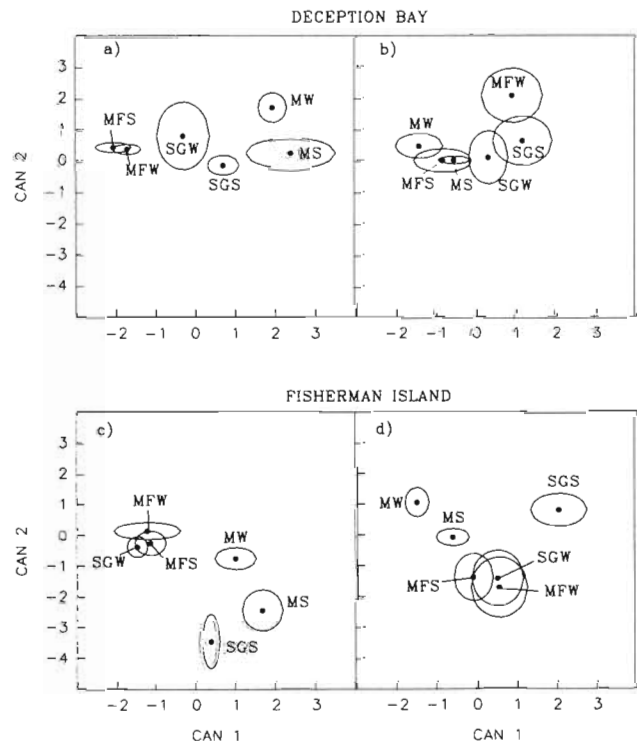 DECEPTION BAY
a)
b)
3
2
1
0
-1
-2
-3
-4
CAN 2
MFS
MFW
SGW
SGS
MW
MS
MFW
MW
SGS
MFS
MS
SGW
-2 -1 0 1 2 3
-2 -1 0 1 2 3
FISHERMAN ISLAND
c)
d)
3
2
1
0
-1
-2
-3
-4
CAN 2
MFW
SGW
MFS
MW
MS
SGS
MW
MS
SGS
MFS
SGW
MFW
-2 -1 0 1 2 3
-2 -1 0 1 2 3
CAN 1
CAN 1